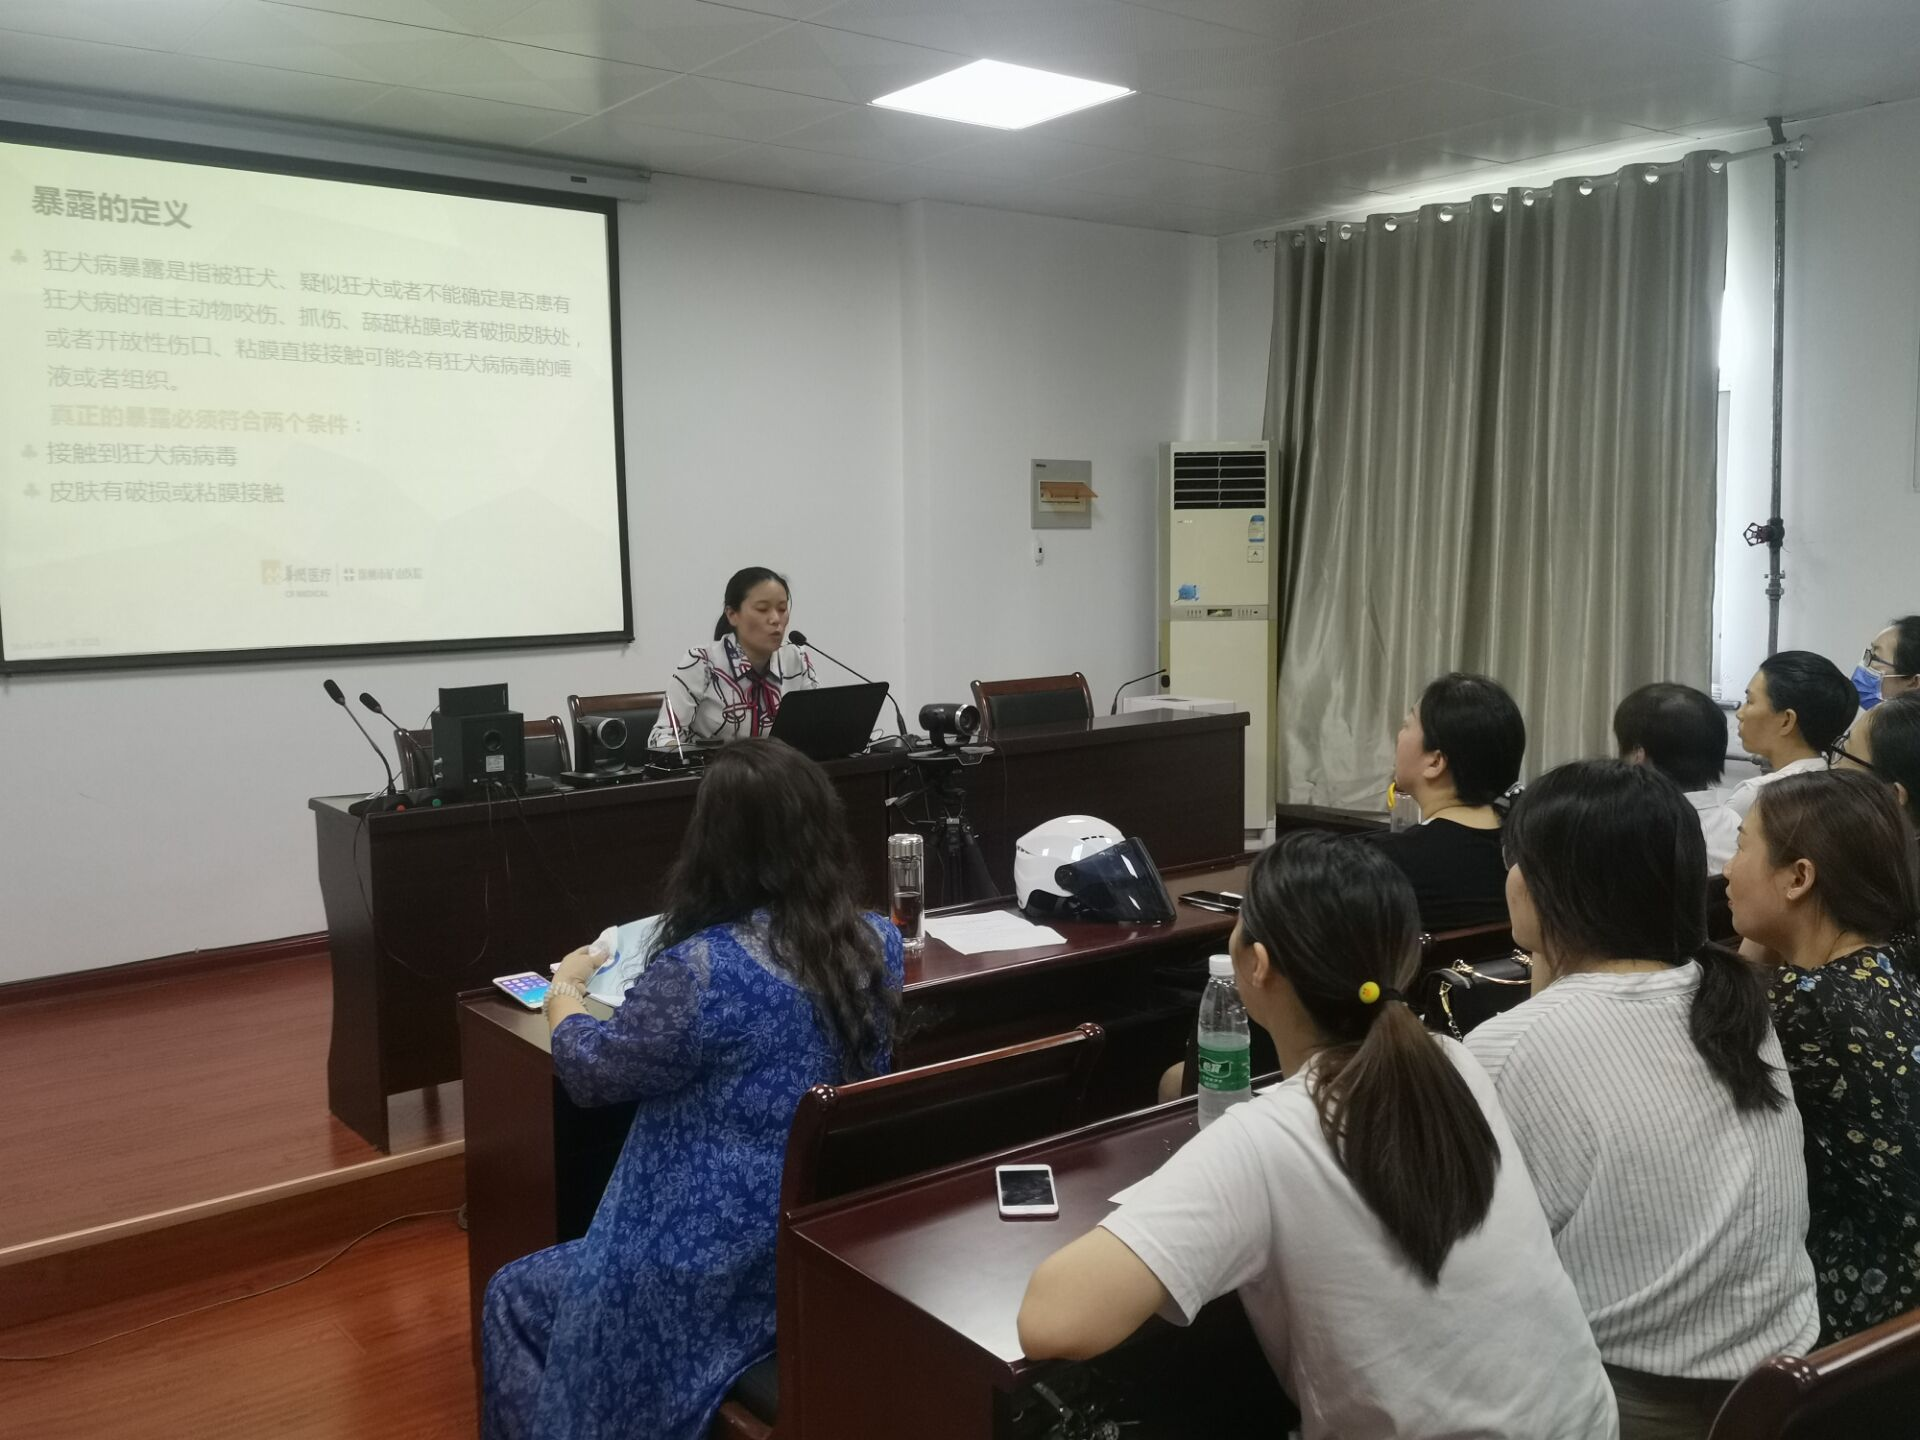 暴露的定义
狂犬病暴露是指被狂犬、疑似狂犬或者不能确定是否患有
狂犬病的宿主动物咬伤、抓伤、舔舐粘膜或者破损皮肤处，
或者开放性伤口、粘膜直接接触可能含有狂犬病病毒的唾
液或者组织。
真正的暴露必须符合两个条件：
接触到狂犬病病毒
皮肤有破损或粘膜接触
医疗
CR MEDICAL
怡宝